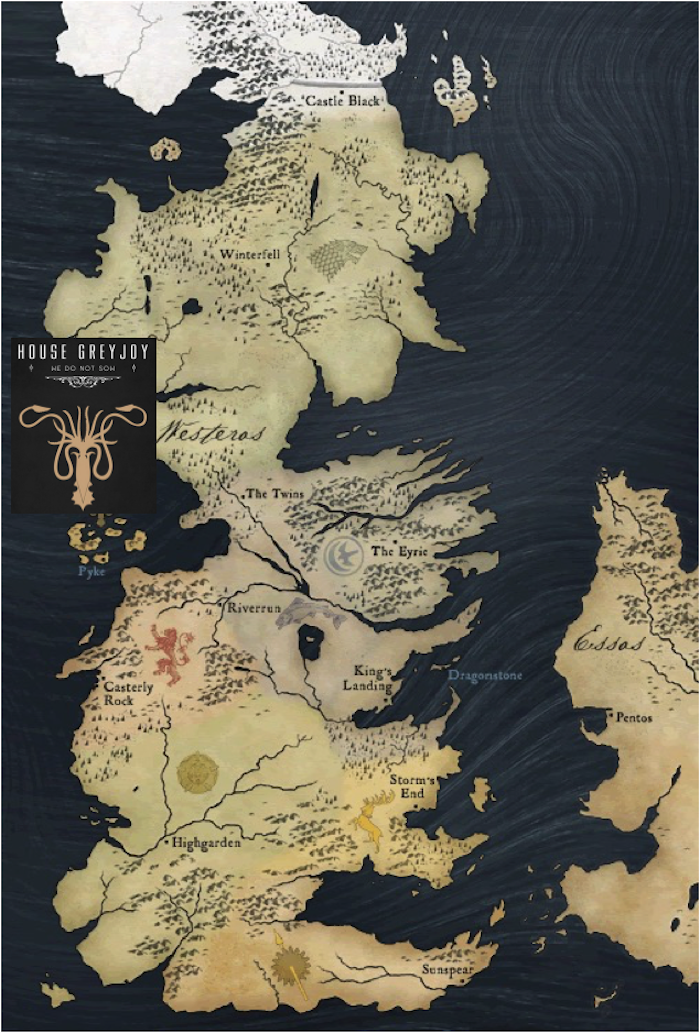 Castle Black
Winterfell
HOUSE GREYJOY
WE DO NOT SOW
Westeros
The Twins
The Eyrie
Pyke
Riverrun
Essos
King's
Landing
Dragonstone
Casterly
Rock
Pentos
Storm's
End
Highgarden
Sunspear